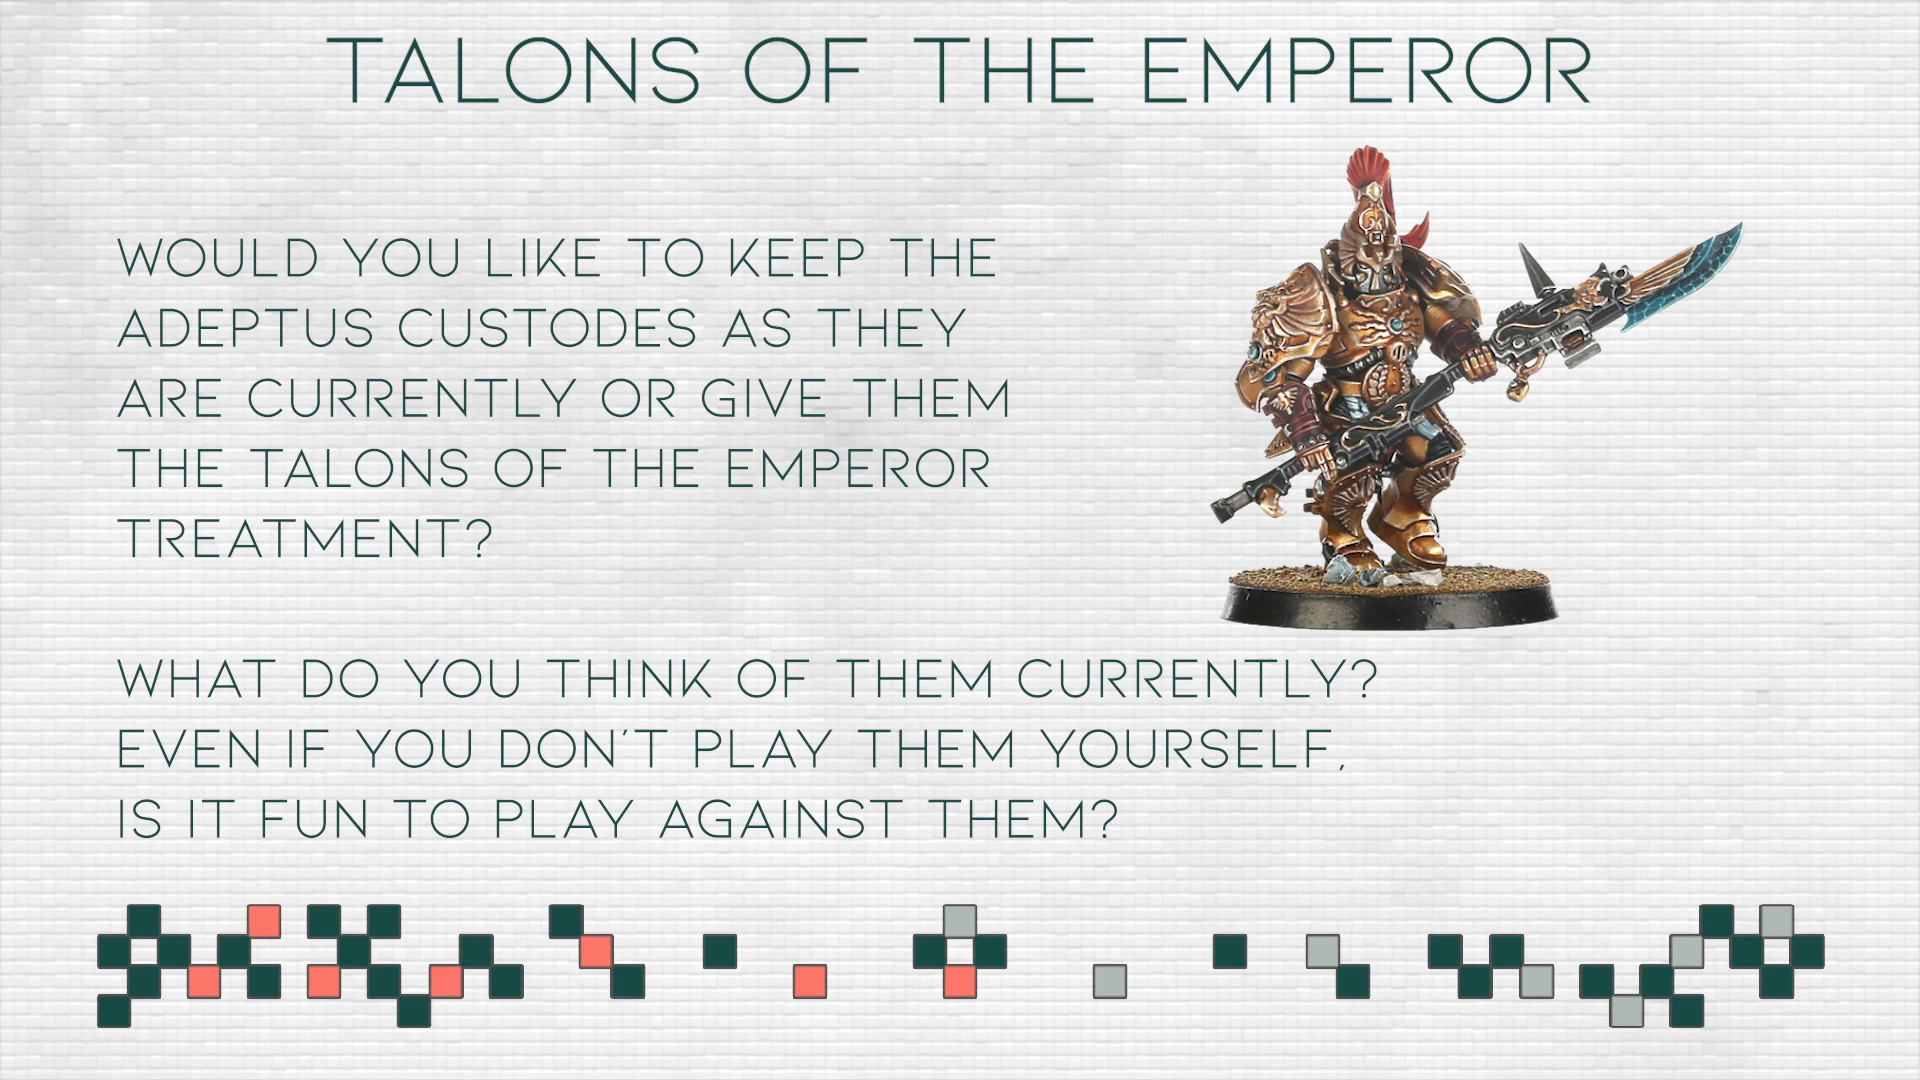 TALONS OF THE EMPEROR
WOULD YOU LIKE TO KEEP THE
ADEPTUS CUSTODES AS THEY
ARE CURRENTLY OR GIVE THEM
THE TALONS OF THE EMPEROR
TREATMENT?
WHAT DO YOU THINK OF THEM CURRENTLY?
EVEN IF YOU DON'T PLAY THEM YOURSELF,
IS IT FUN TO PLAY AGAINST THEM?